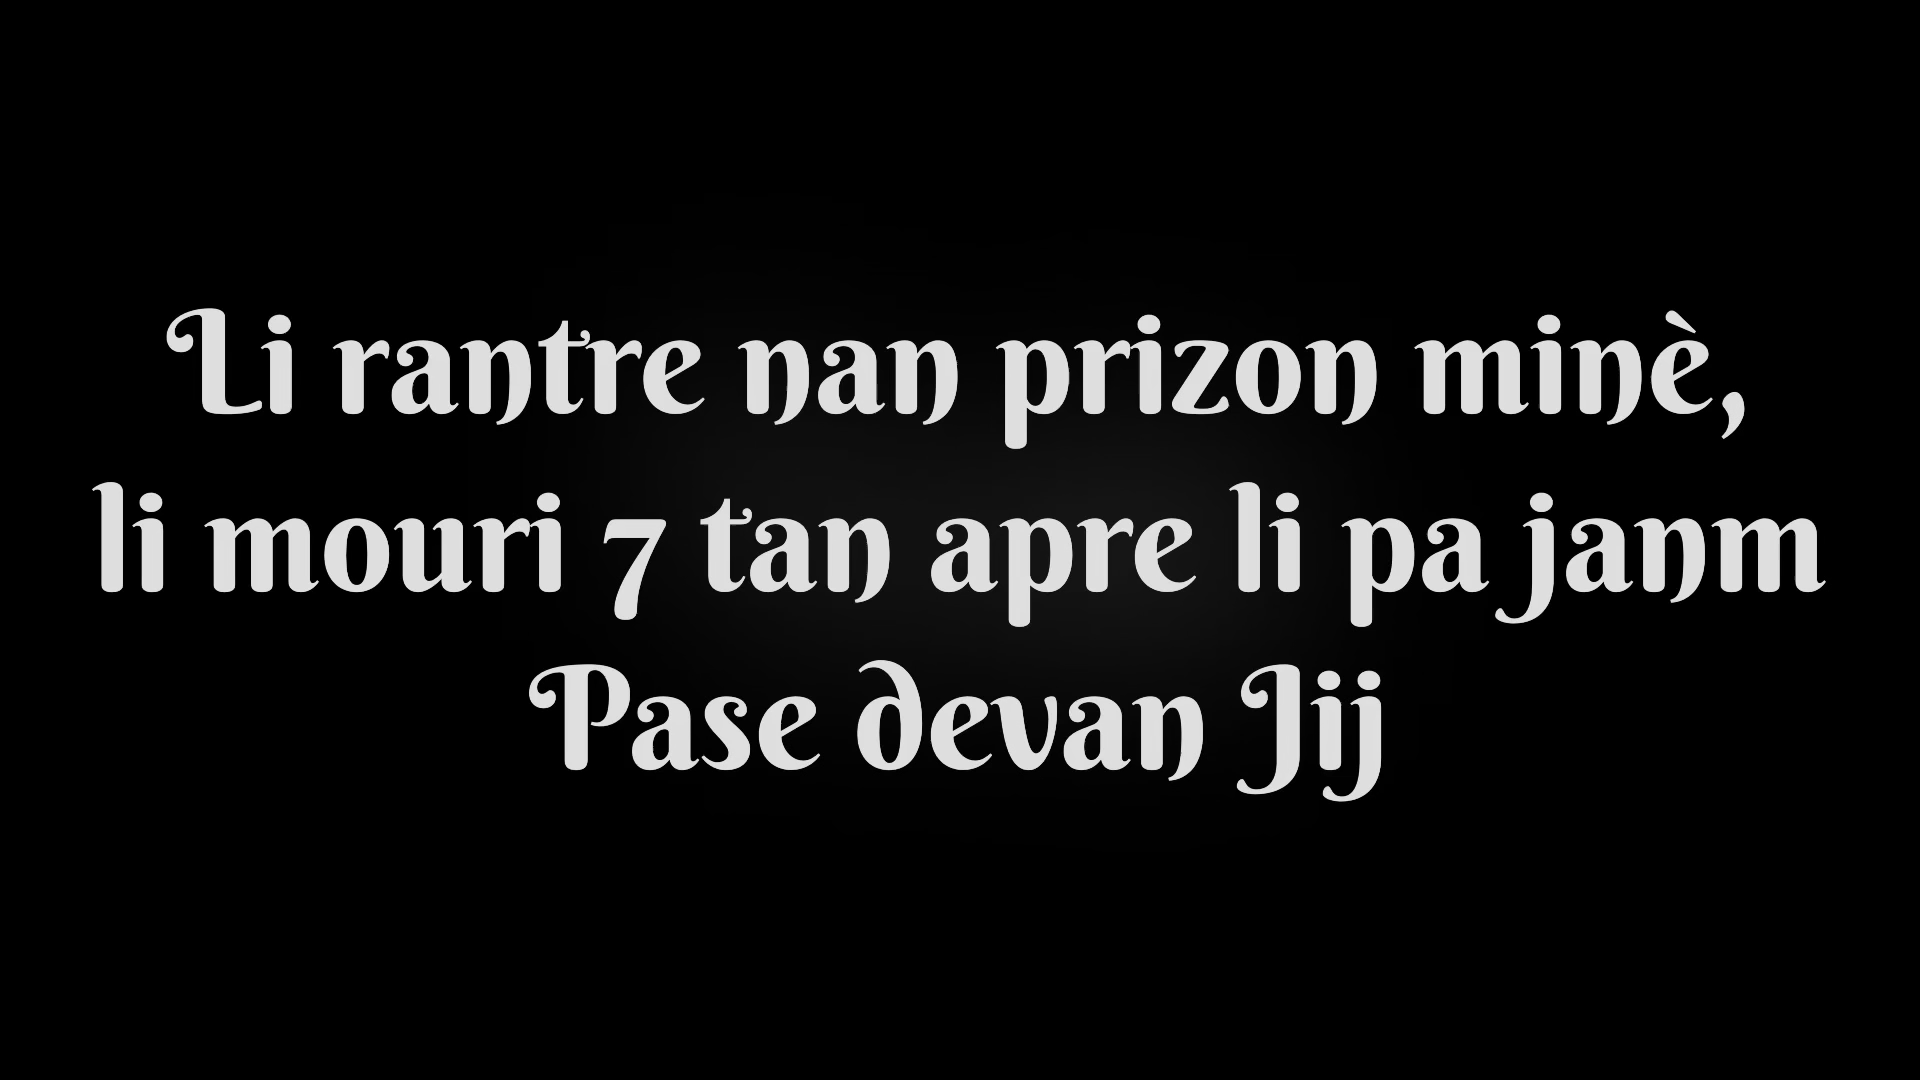 Li rantre nan prizon minè,
li mouri 7 tan apre li pa janm
Pase devan Jij